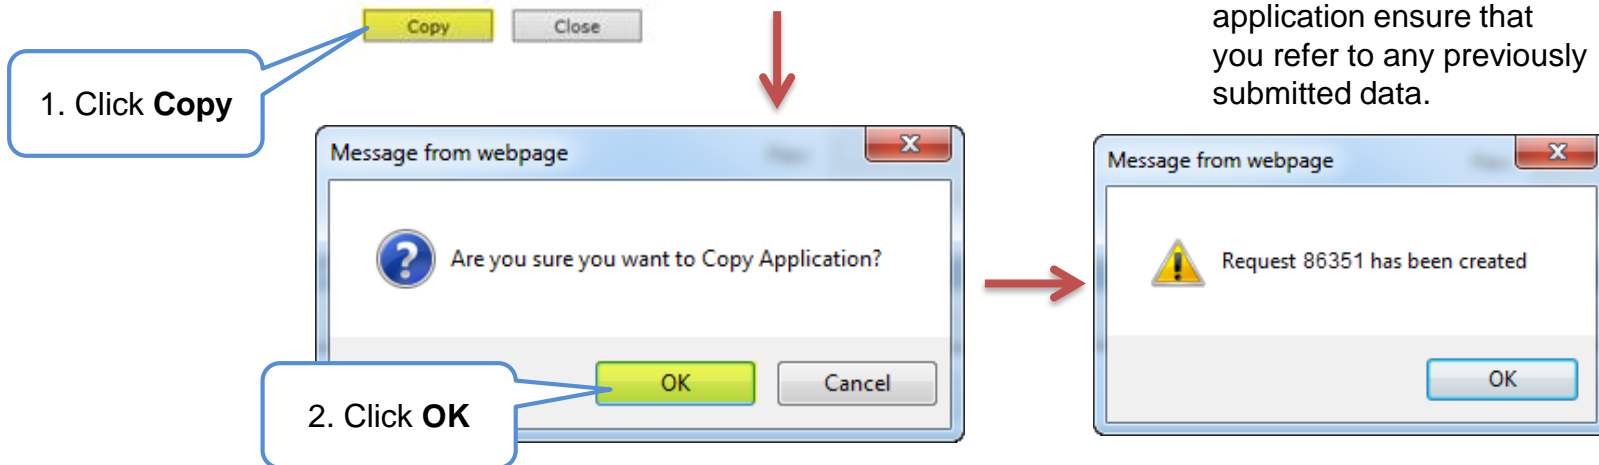 application ensure that
you refer to any previously
submitted data.
Copy
Close
1. Click Copy
Message from webpage
Are you sure you want to Copy Application?
OK
Cancel
2. Click OK
Message from webpage
Request 86351 has been created
OK